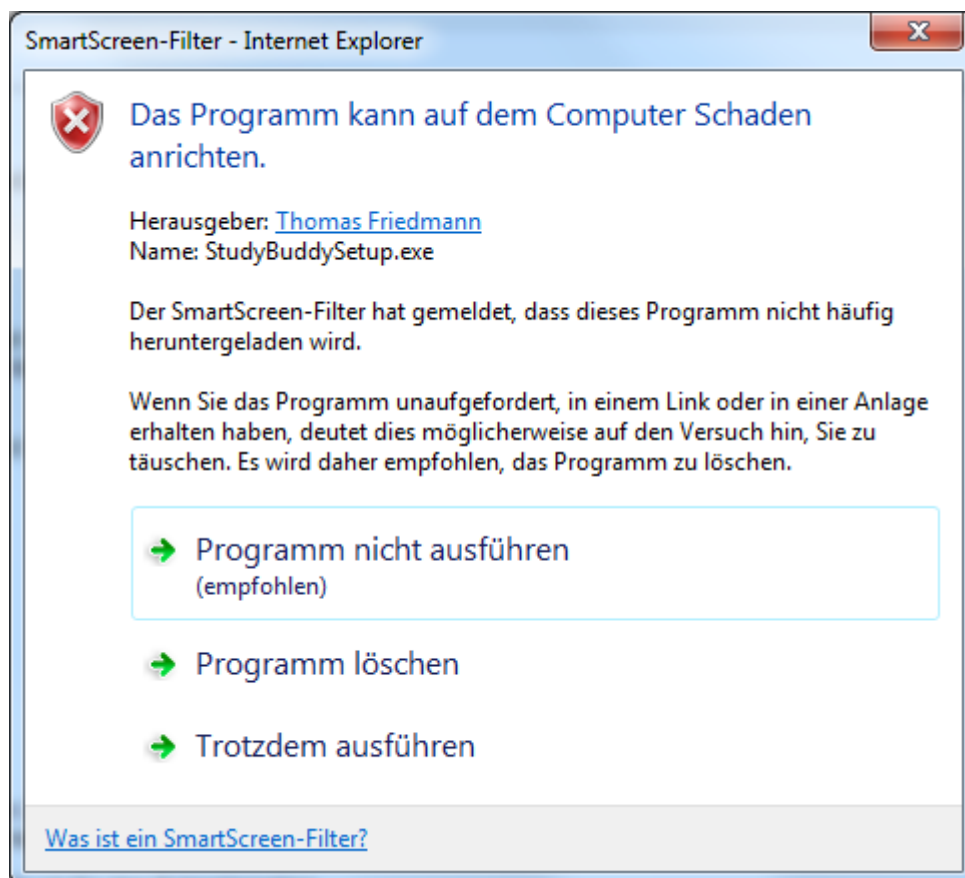 SmartScreen-Filter - Internet Explorer
Das Programm kann auf dem Computer Schaden
anrichten.
Herausgeber: Thomas Friedmann
Name: StudyBuddySetup.exe
Der SmartScreen-Filter hat gemeldet, dass dieses Programm nicht häufig
heruntergeladen wird.
Wenn Sie das Programm unaufgefordert, in einem Link oder in einer Anlage
erhalten haben, deutet dies möglicherweise auf den Versuch hin, Sie zu
täuschen. Es wird daher empfohlen, das Programm zu löschen.
Programm nicht ausführen
(empfohlen)
Programm löschen
Trotzdem ausführen
Was ist ein SmartScreen-Filter?